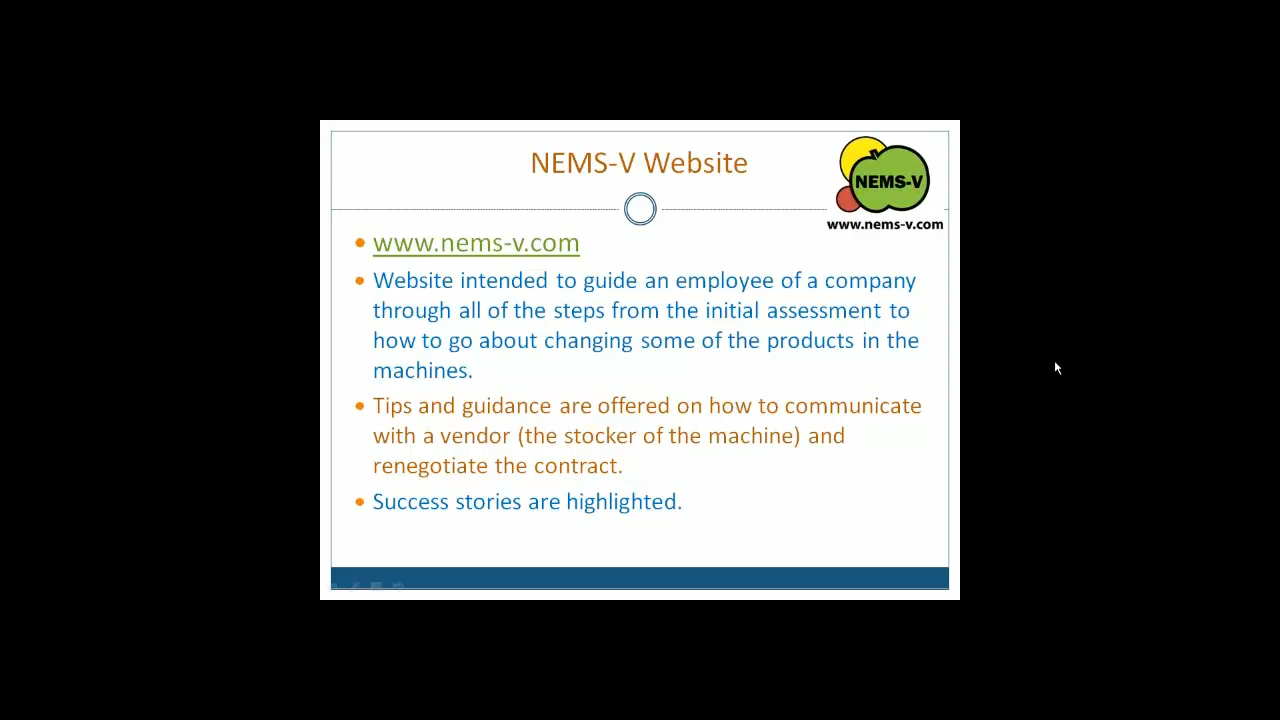 NEMS-V Website
NEMS-V
www.nems-v.com
• www.nems-v.com
• Website intended to guide an employee of a company
through all of the steps from the initial assessment to
how to go about changing some of the products in the
machines.
• Tips and guidance are offered on how to communicate
with a vendor (the stocker of the machine) and
renegotiate the contract.
• Success stories are highlighted.